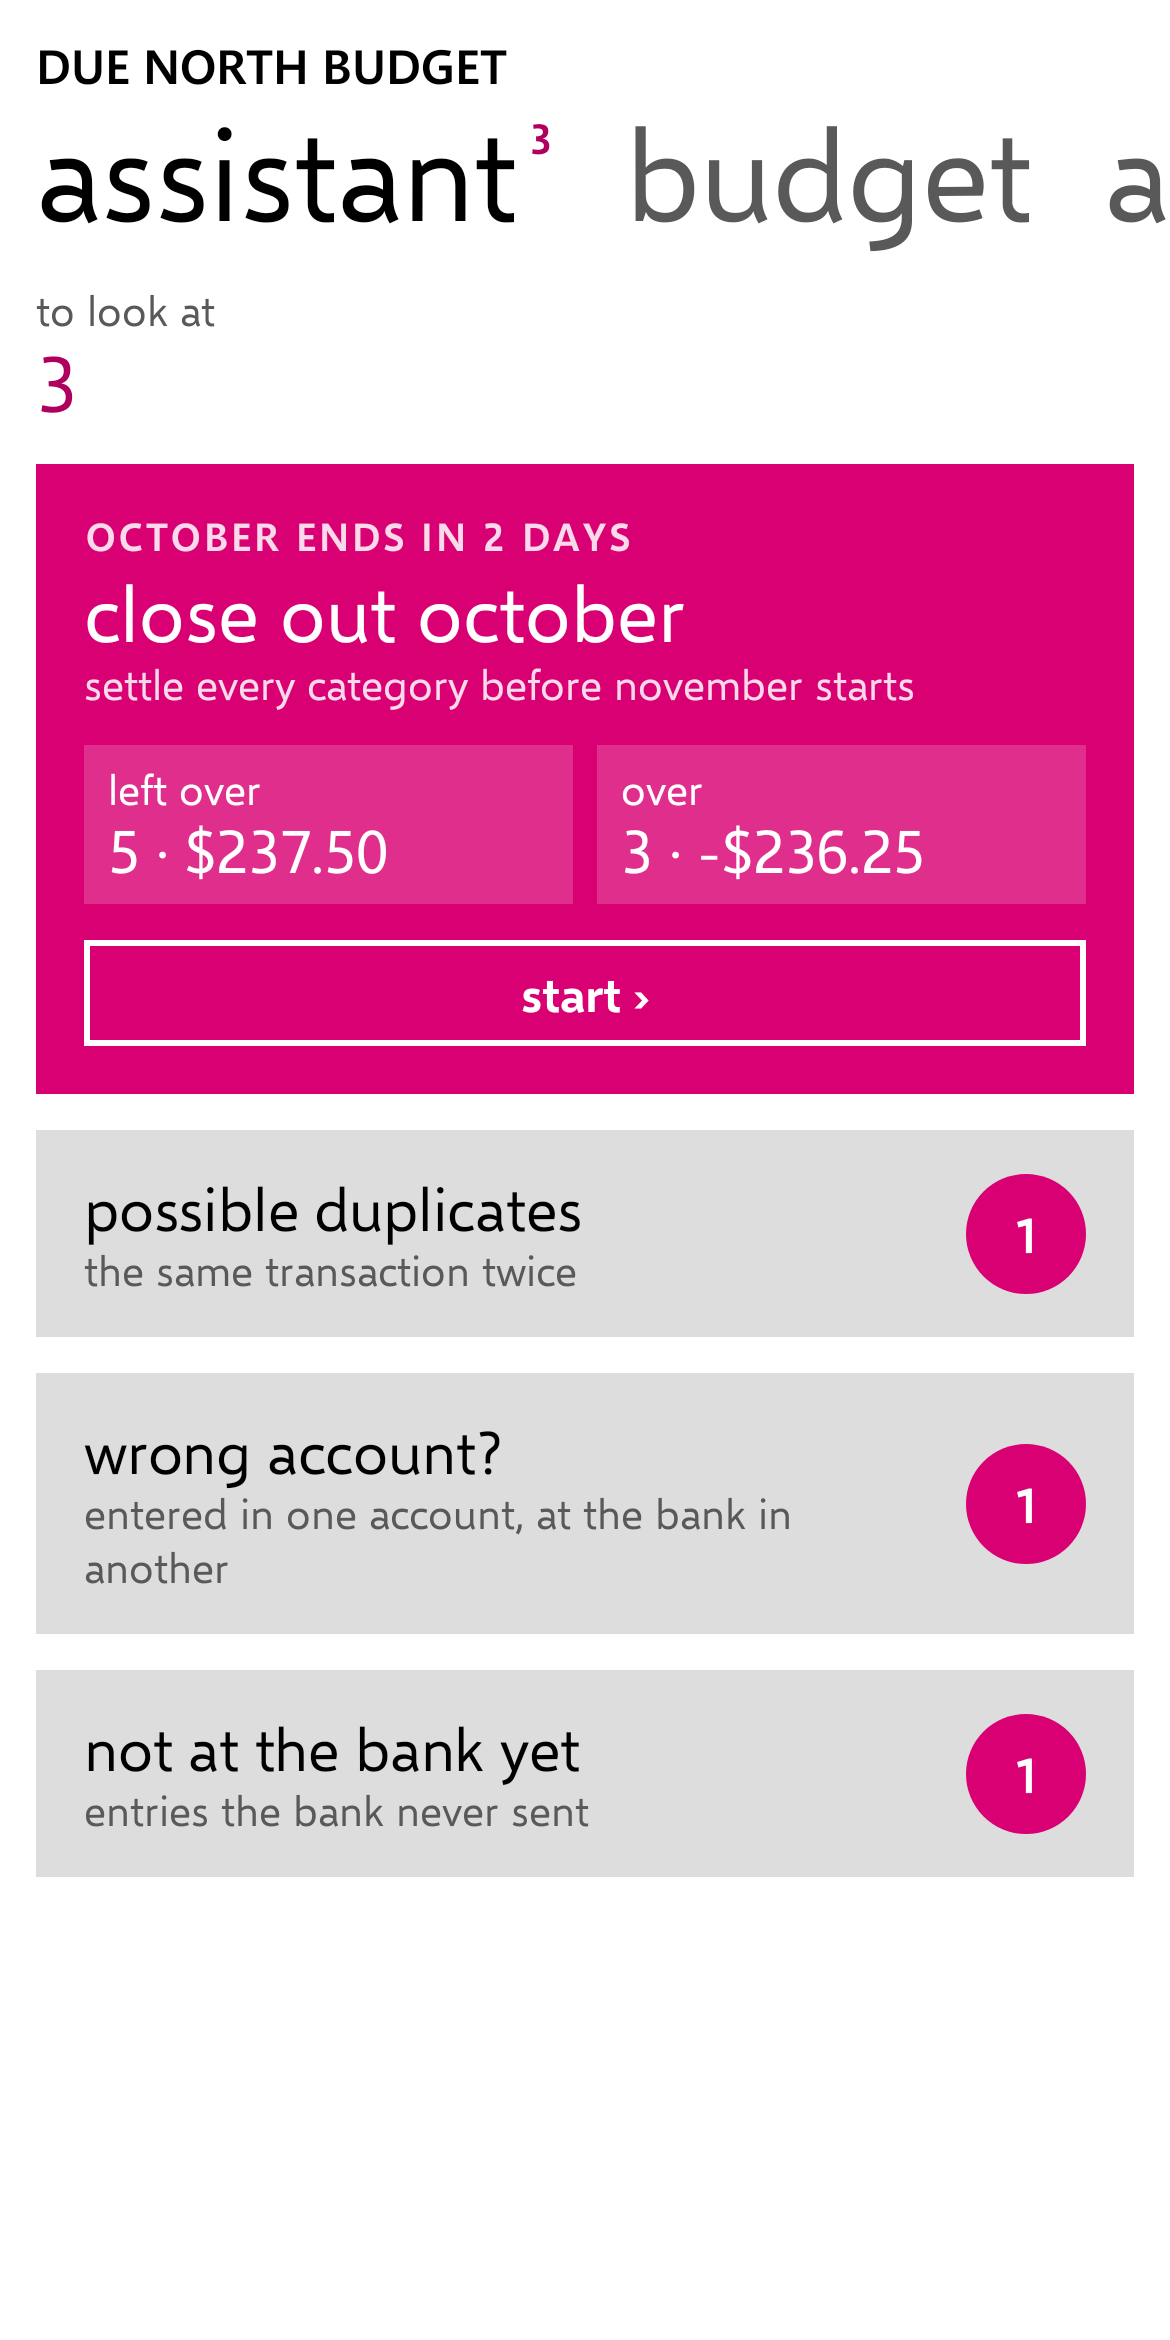 DUE NORTH BUDGET
assistant 3 budget a
to look at
3
OCTOBER ENDS IN 2 DAYS
close out october
settle every category before november starts
left over
5 · $237.50
over
3 · -$236.25
start ›
possible duplicates
the same transaction twice
1
wrong account?
entered in one account, at the bank in
another
1
not at the bank yet
entries the bank never sent
1